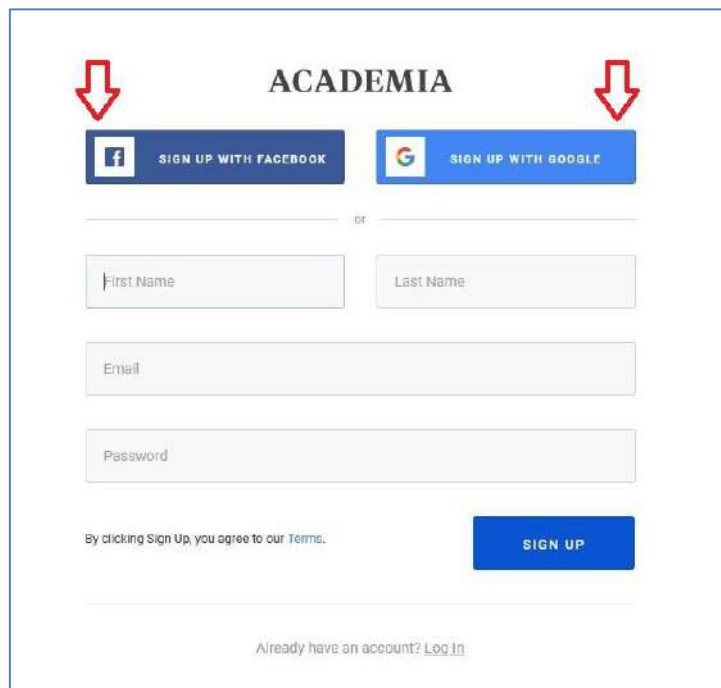 ACADEMIA
SIGN UP WITH FACEBOOK
SIGN UP WITH GOOGLE
or
First Name
Last Name
Email
Password
By clicking Sign Up, you agree to our Terms.
SIGN UP
Already have an account? Log In